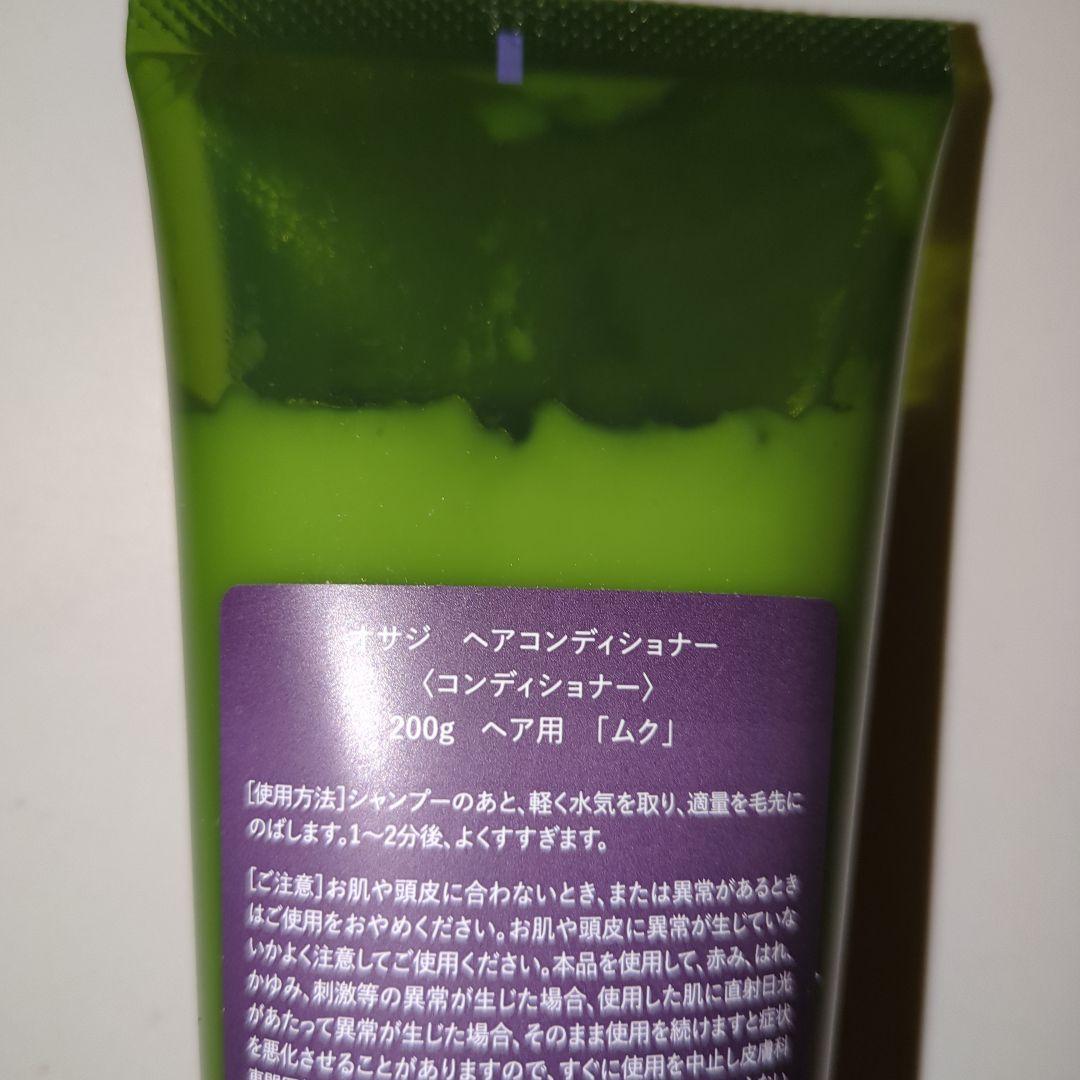 オサジ ヘアコンディショナー
〈コンディショナー〉
200g ヘア用 「ムク」
[使用方法]シャンプーのあと、軽く水気を取り、適量を毛先に
のばします。1〜2分後、よくすすぎます。
[ご注意]お肌や頭皮に合わないとき、または異常があるとき
はご使用をおやめください。お肌や頭皮に異常が生じていな
いかよく注意してご使用ください。本品を使用して、赤み、はれ、
かゆみ、刺激等の異常が生じた場合、使用した肌に直射日光
があたって異常が生じた場合、そのまま使用を続けますと症状
を悪化させることがありますので、すぐに使用を中止し皮膚科